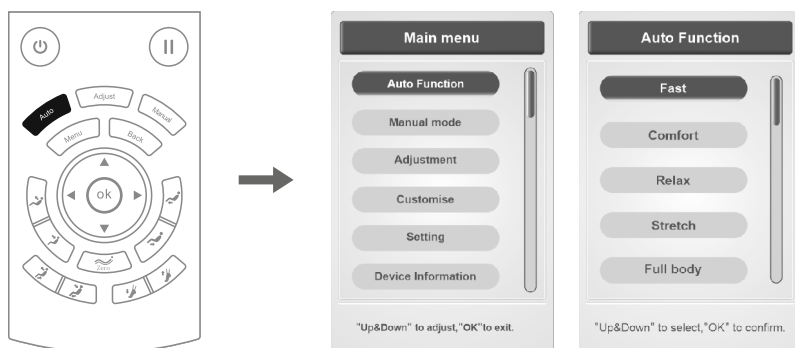 Adjust
Auto
Manual
Menu
Back
ok
Zero
Main menu
Auto Function
Manual mode
Adjustment
Customise
Setting
Device Information
"Up&Down" to adjust,"OK"to exit.
Auto Function
Fast
Comfort
Relax
Stretch
Full body
"Up&Down" to select,"OK" to confirm.